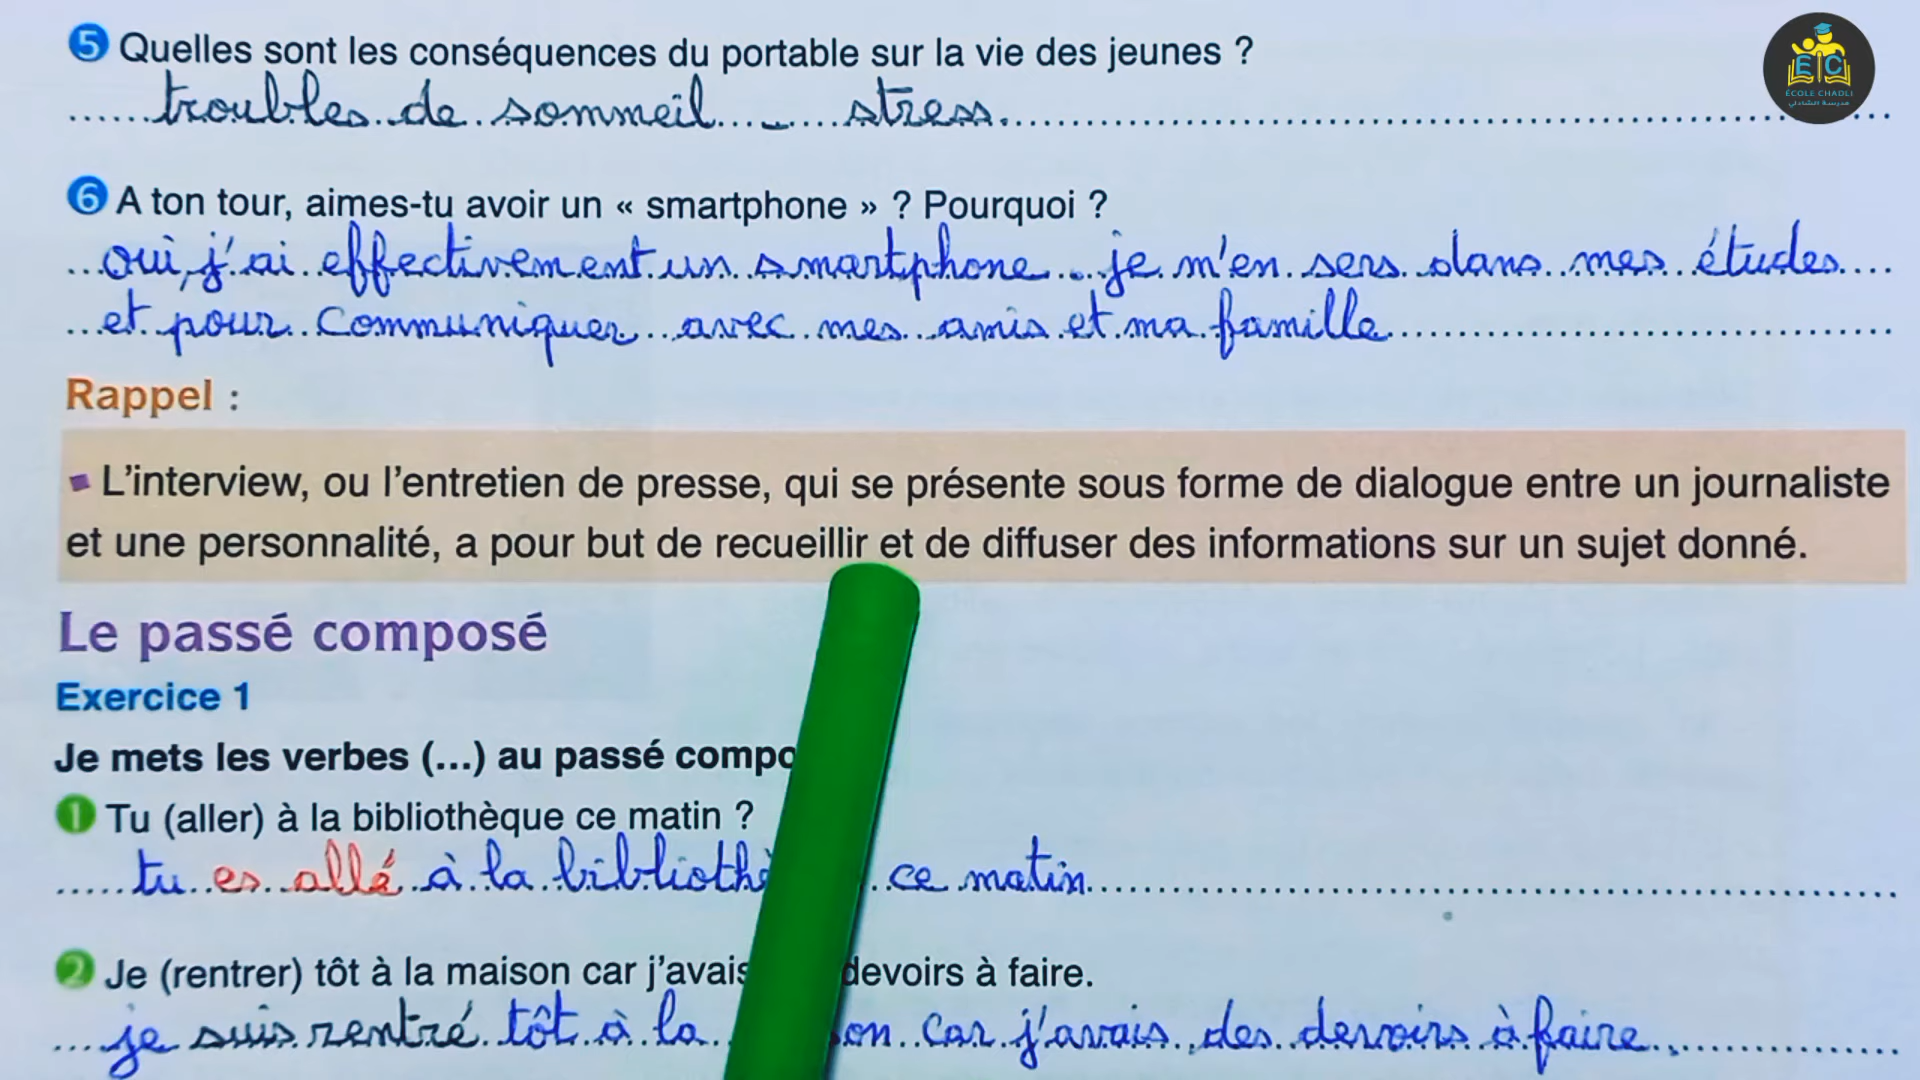 5 Quelles sont les conséquences du portable sur la vie des jeunes ?
troubles de sommeil - stress.
6 A ton tour, aimes-tu avoir un « smartphone » ? Pourquoi ?
oui, j'ai effectivement un smartphone. je m'en sers dans mes études
et pour communiquer avec mes amis et ma famille
Rappel :
L'interview, ou l'entretien de presse, qui se présente sous forme de dialogue entre un journaliste
et une personnalité, a pour but de recueillir et de diffuser des informations sur un sujet donné.
Le passé composé
Exercice 1
Je mets les verbes (...) au passé compo
1 Tu (aller) à la bibliothèque ce matin ?
tu es allé à la biblioth ce matin
2 Je (rentrer) tôt à la maison car j'avais devoirs à faire.
je suis rentré tôt à la on car j'avais des devoirs à faire.
EC
ÉCOLE CHADLI
مدرسة الشاذلي